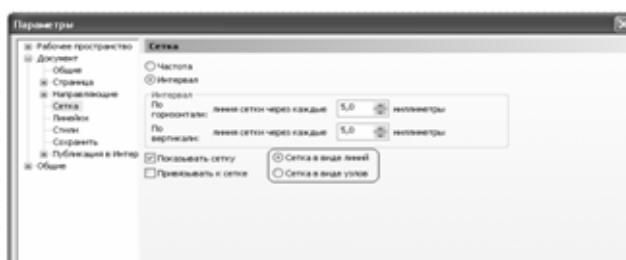 Параметры
Рабочее пространство
Документ
Общие
Страница
Направляющие
Сетка
Линейки
Стили
Сохранить
Публикация в Интер
Общие
Сетка
Частота
Интервал
Интервал
По горизонтали: линия сетки через каждые 5,0 миллиметры
По вертикали: линия сетки через каждые 5,0 миллиметры
Показывать сетку
Сетка в виде линий
Привязывать к сетке
Сетка в виде узлов